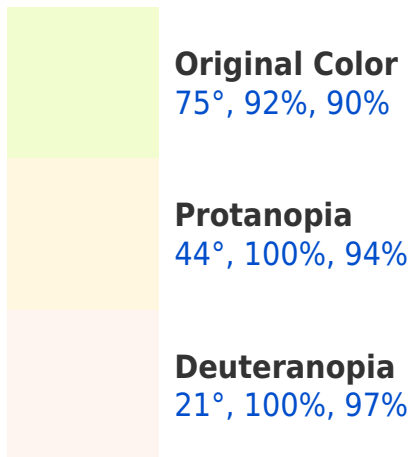 Original Color
75°, 92%, 90%
Protanopia
44°, 100%, 94%
Deuteranopia
21°, 100%, 97%